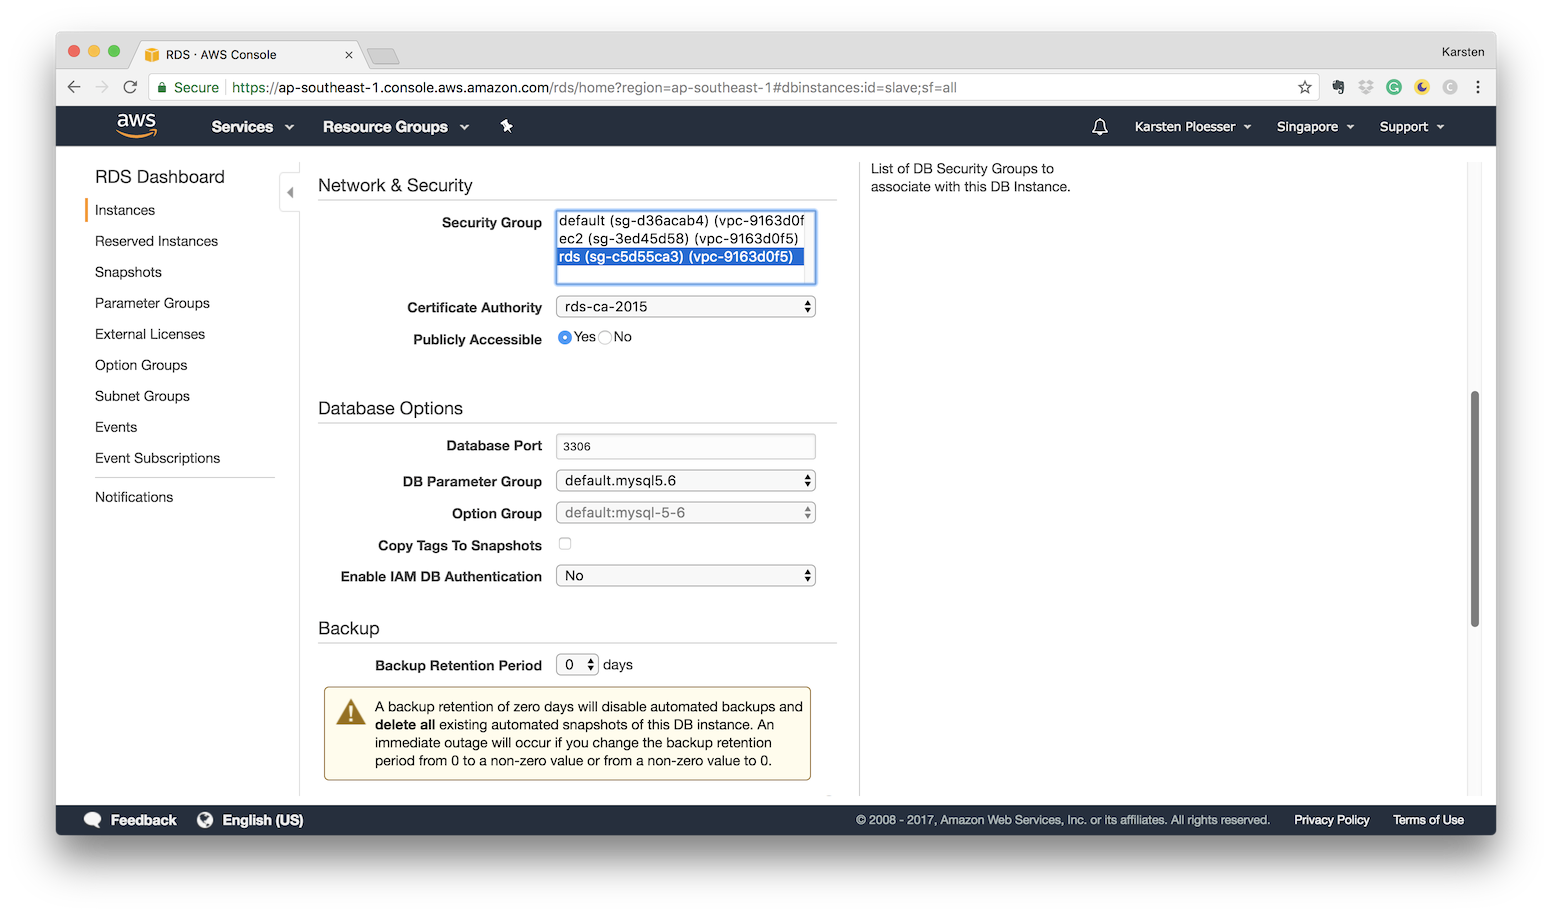 RDS · AWS Console
Karsten
Secure
https://ap-southeast-1.console.aws.amazon.com/rds/home?region=ap-southeast-1#dbinstances:id=slave;sf=all
aws
Services
Resource Groups
Karsten Ploesser
Singapore
Support
RDS Dashboard
Instances
Reserved Instances
Snapshots
Parameter Groups
External Licenses
Option Groups
Subnet Groups
Events
Event Subscriptions
Notifications
Network & Security
Security Group
default (sg-d36acab4) (vpc-9163d0f
ec2 (sg-3ed45d58) (vpc-9163d0f5)
rds (sg-c5d55ca3) (vpc-9163d0f5)
Certificate Authority
rds-ca-2015
Publicly Accessible
Yes No
Database Options
Database Port
3306
DB Parameter Group
default.mysql5.6
Option Group
default:mysql-5-6
Copy Tags To Snapshots
Enable IAM DB Authentication
No
Backup
Backup Retention Period
0 days
A backup retention of zero days will disable automated backups and
delete all existing automated snapshots of this DB instance. An
immediate outage will occur if you change the backup retention
period from 0 to a non-zero value or from a non-zero value to 0.
List of DB Security Groups to
associate with this DB Instance.
Feedback
English (US)
© 2008 - 2017, Amazon Web Services, Inc. or its affiliates. All rights reserved.
Privacy Policy
Terms of Use